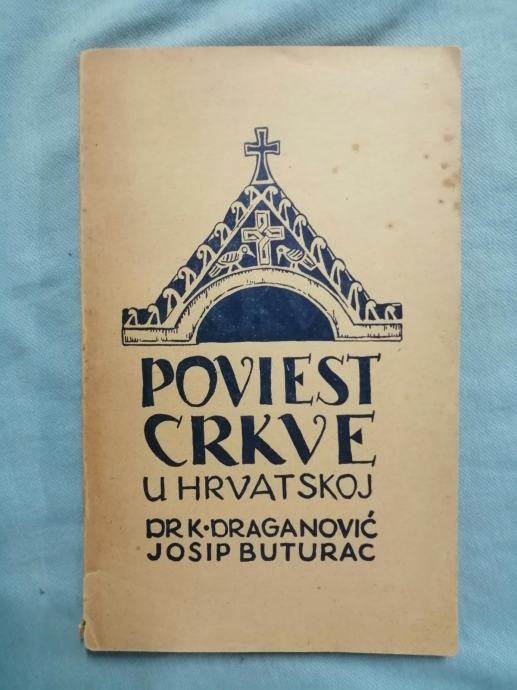 POVIEST
CRKVE
U HRVATSKOJ
DR K·DRAGANOVIĆ
JOSIP BUTURAC